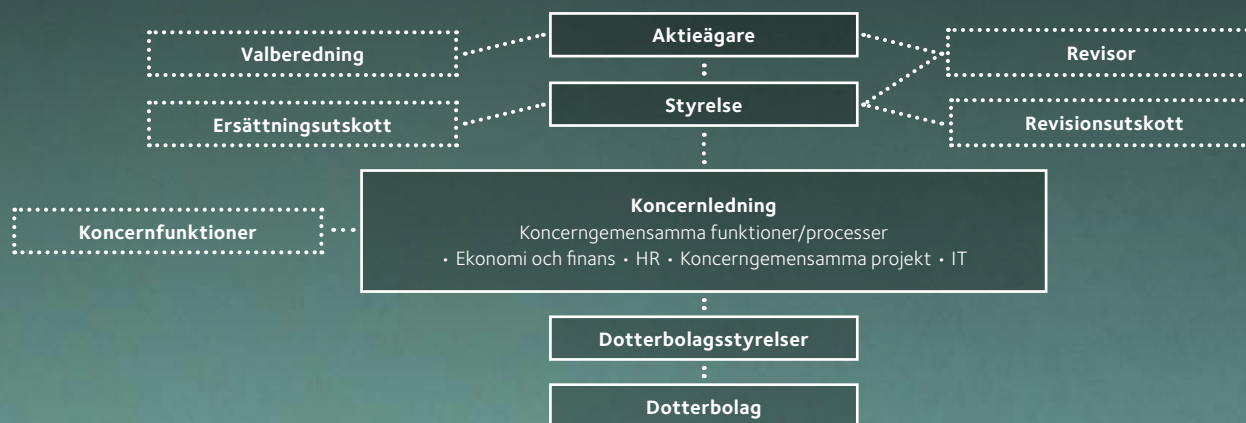 Aktieägare
Valberedning
Revisor
Styrelse
Ersättningsutskott
Revisionsutskott
Koncernledning
Koncerngemensamma funktioner/processer
• Ekonomi och finans • HR • Koncerngemensamma projekt • IT
Koncernfunktioner
Dotterbolagsstyrelser
Dotterbolag